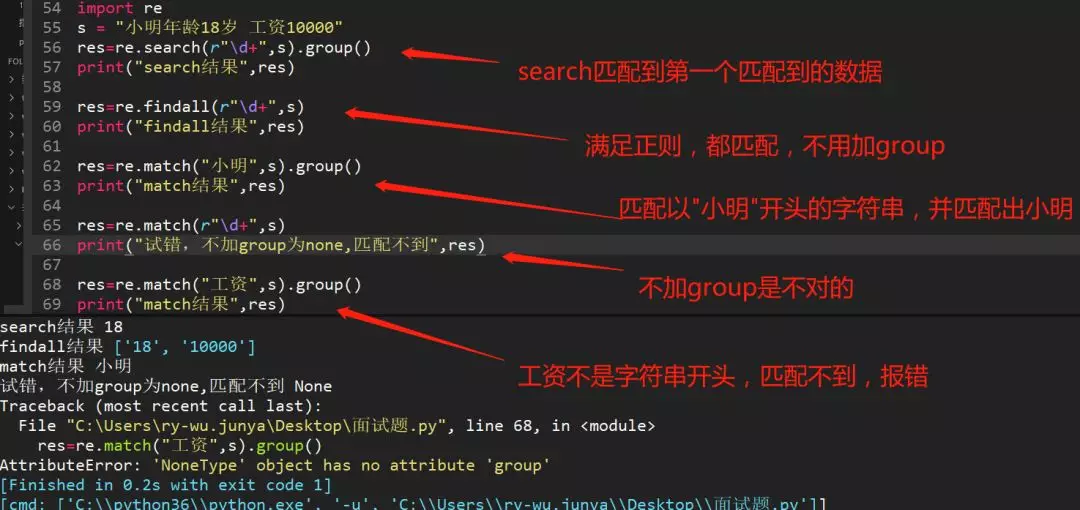 54 import re
55 s = "小明年龄18岁 工资10000"
56 res=re.search(r"\d+",s).group()
57 print("search结果",res)
search匹配到第一个匹配到的数据
58
59 res=re.findall(r"\d+",s)
60 print("findall结果",res)
满足正则，都匹配，不用加group
61
62 res=re.match("小明",s).group()
63 print("match结果",res)
匹配以"小明"开头的字符串，并匹配出小明
64
65 res=re.match(r"\d+",s)
66 print("试错，不加group为none,匹配不到",res)
不加group是不对的
67
68 res=re.match("工资",s).group()
69 print("match结果",res)
工资不是字符串开头，匹配不到，报错
FOL
search结果 18
findall结果 ['18', '10000']
match结果 小明
试错，不加group为none,匹配不到 None
Traceback (most recent call last):
File "C:\Users\ry-wu.junya\Desktop\面试题.py", line 68, in <module>
res=re.match("工资",s).group()
AttributeError: 'NoneType' object has no attribute 'group'
[Finished in 0.2s with exit code 1]
[cmd: ['C:\\python36\\python.exe', '-u', 'C:\\Users\\ry-wu.junya\\Desktop\\面试题.py']]